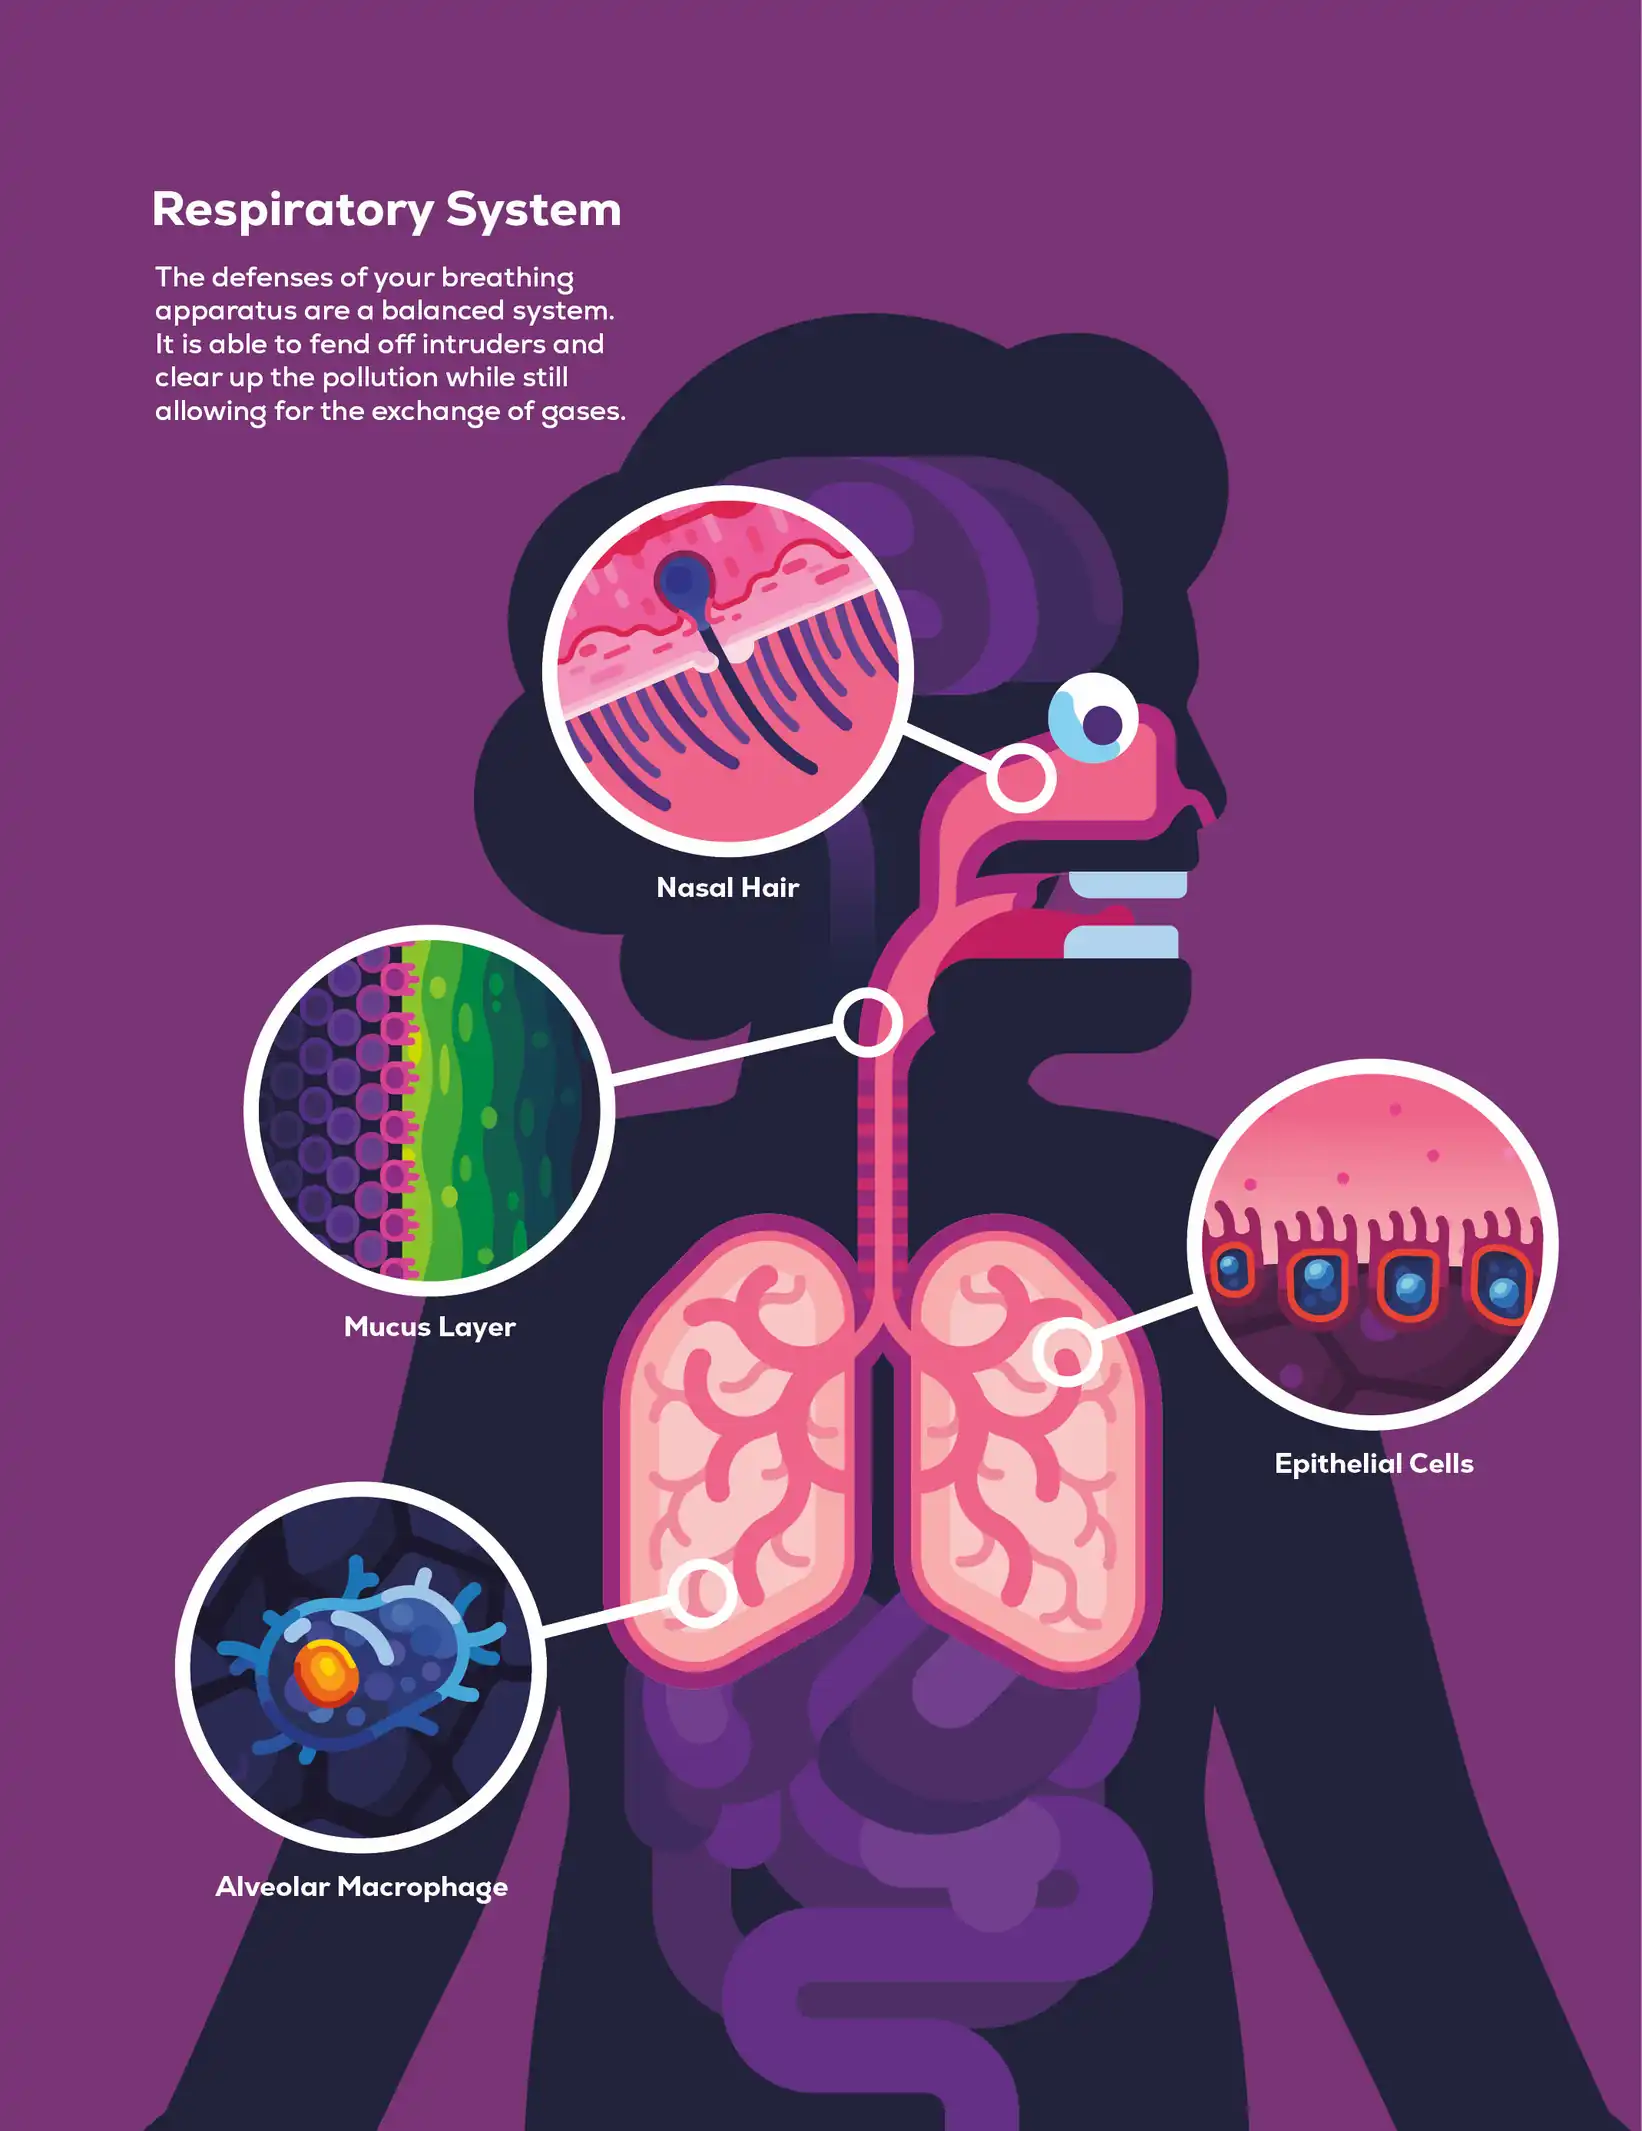 Respiratory System
The defenses of your breathing
apparatus are a balanced system.
It is able to fend off intruders and
clear up the pollution while still
allowing for the exchange of gases.
Nasal Hair
Mucus Layer
Epithelial Cells
Alveolar Macrophage